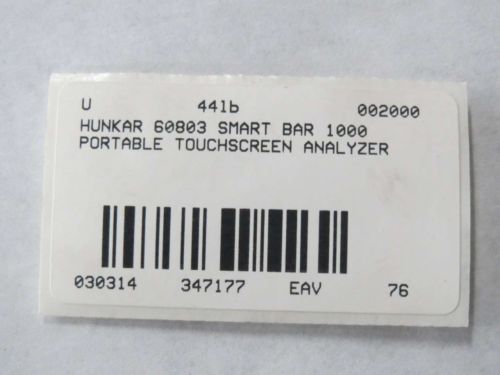 U 441b 002000
HUNKAR 60803 SMART BAR 1000
PORTABLE TOUCHSCREEN ANALYZER
030314 347177 EAV 76